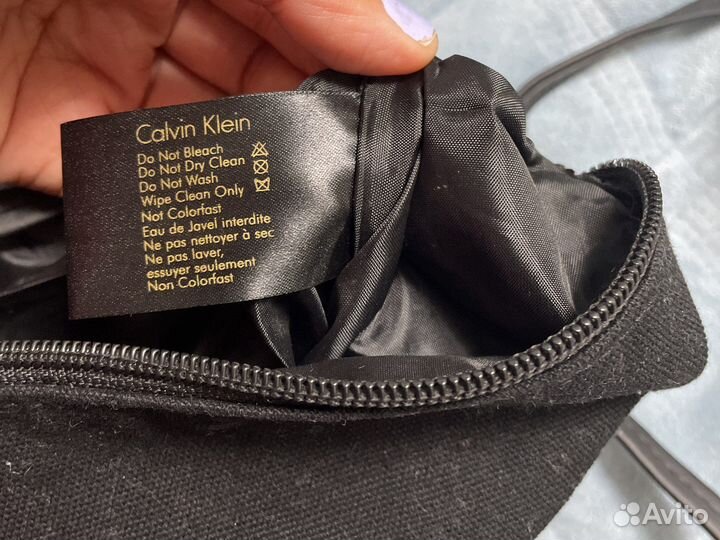 Calvin Klein
Do Not Bleach
Do Not Dry Clean
Do Not Wash
Wipe Clean Only
Not Colorfast
Eau de Javel interdite
Ne pas nettoyer à sec
Ne pas laver,
essuyer seulement
Non Colorfast
Avito